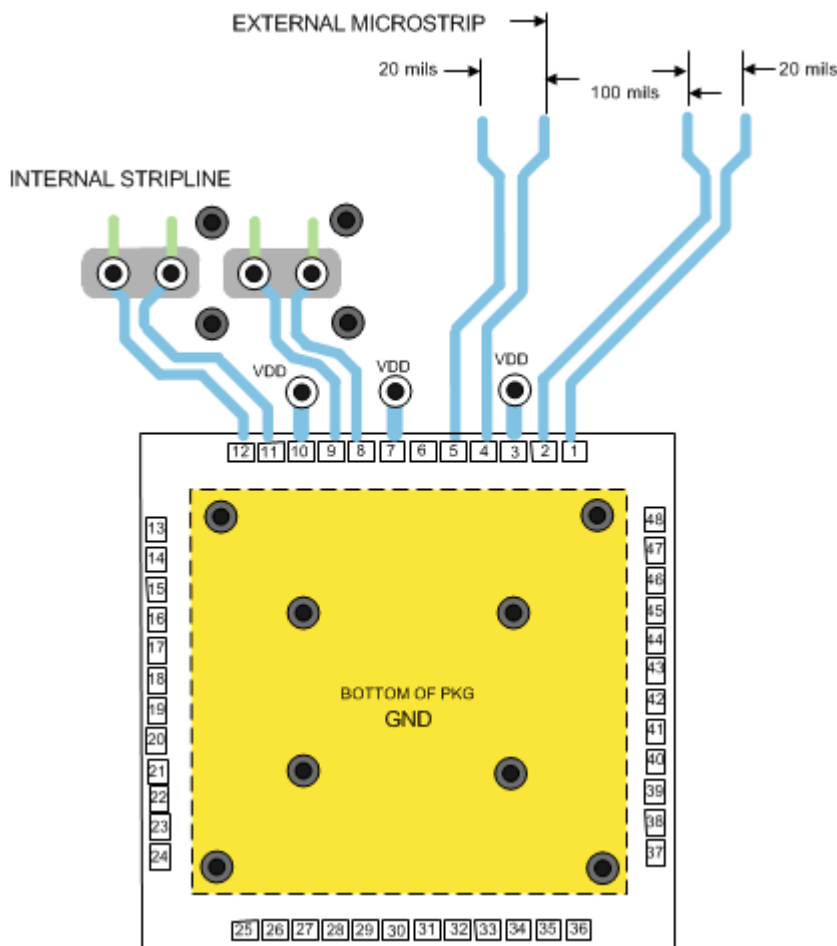 EXTERNAL MICROSTRIP
20 mils
20 mils
100 mils
INTERNAL STRIPLINE
VDD
VDD
VDD
12 11 10 9 8 7 6 5 4 3 2 1
13
14
15
16
17
18
19
20
21
22
23
24
48
47
46
45
44
43
42
41
40
39
38
37
BOTTOM OF PKG
GND
25 26 27 28 29 30 31 32 33 34 35 36